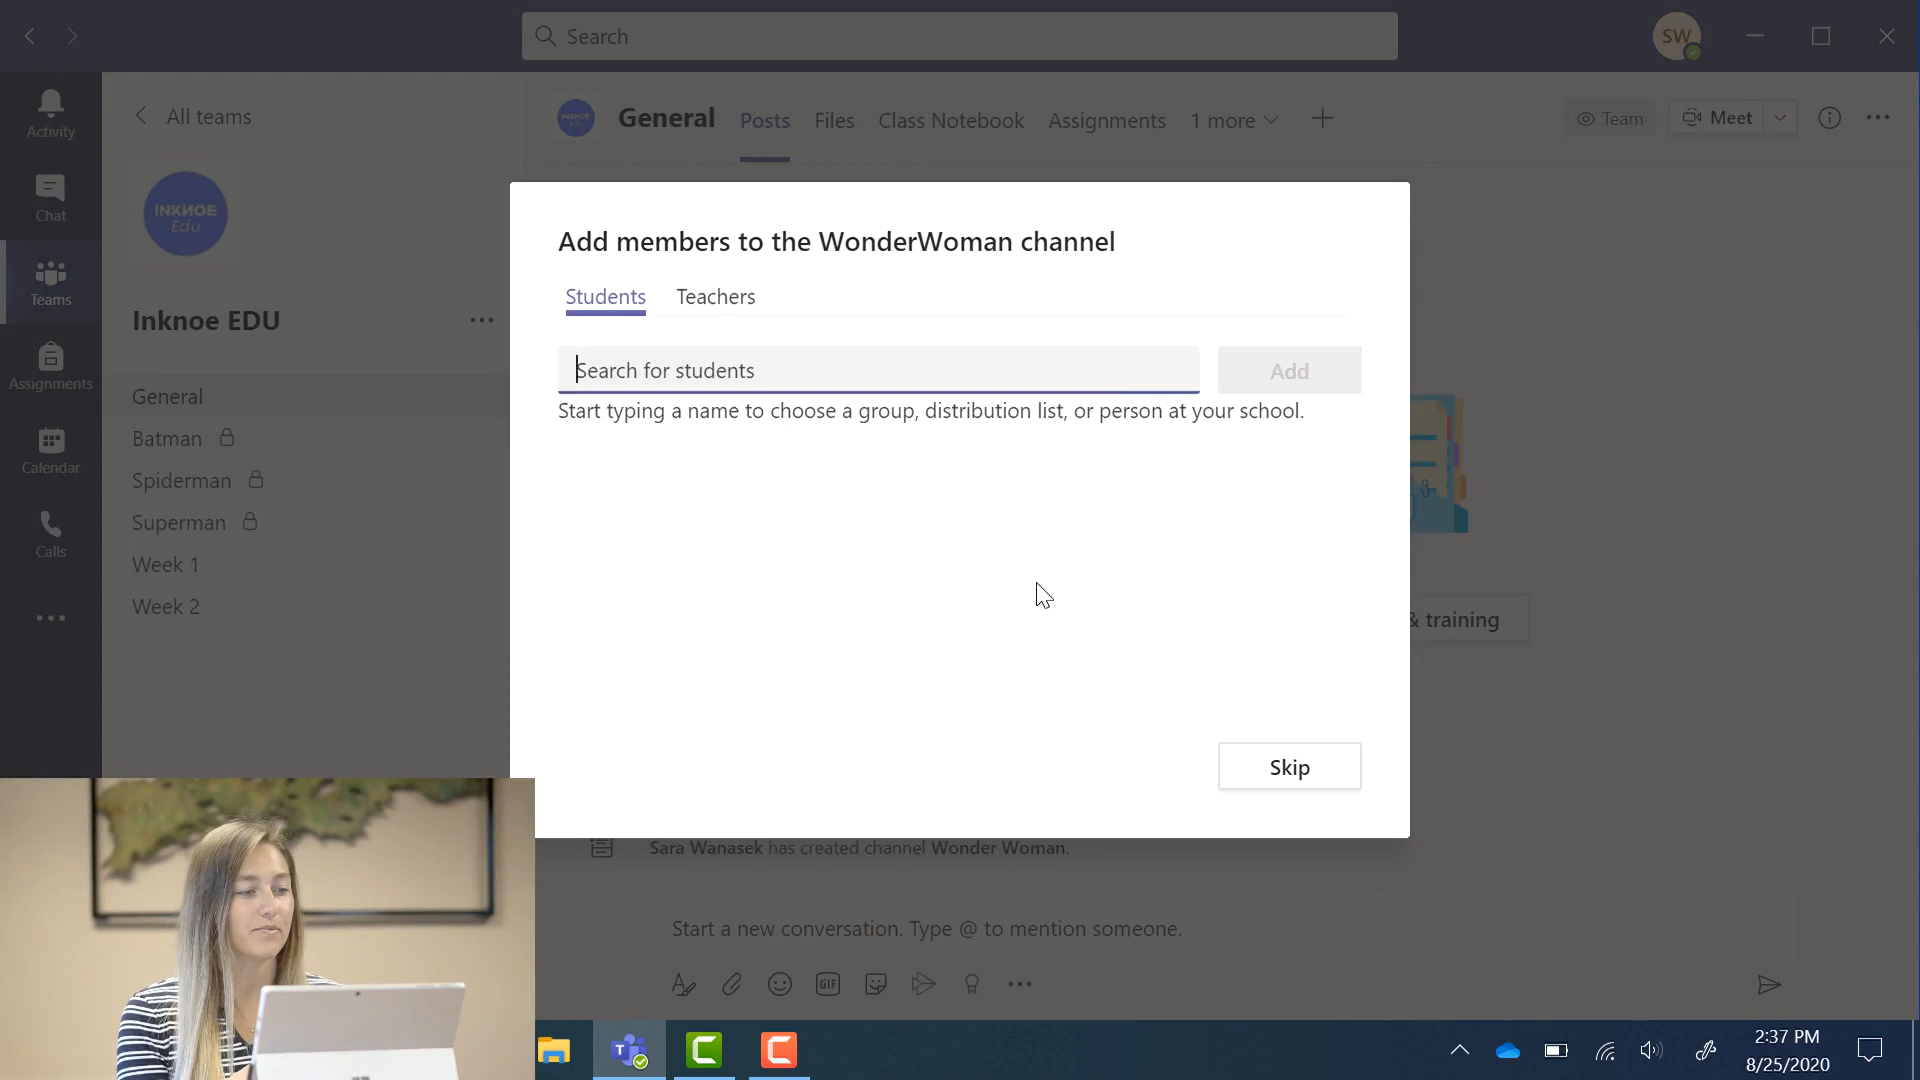 Search
SW
Activity
Chat
Teams
Assignments
Calendar
Calls
All teams
INKNOE
Edu
Inknoe EDU
General
Batman
Spiderman
Superman
Week 1
Week 2
INKNOE
Edu
General
Posts
Files
Class Notebook
Assignments
1 more
Team
Meet
Add members to the WonderWoman channel
Students
Teachers
Search for students
Add
Start typing a name to choose a group, distribution list, or person at your school.
Skip
& training
Sara Wanasek has created channel Wonder Woman.
Start a new conversation. Type @ to mention someone.
GIF
T
2:37 PM
8/25/2020